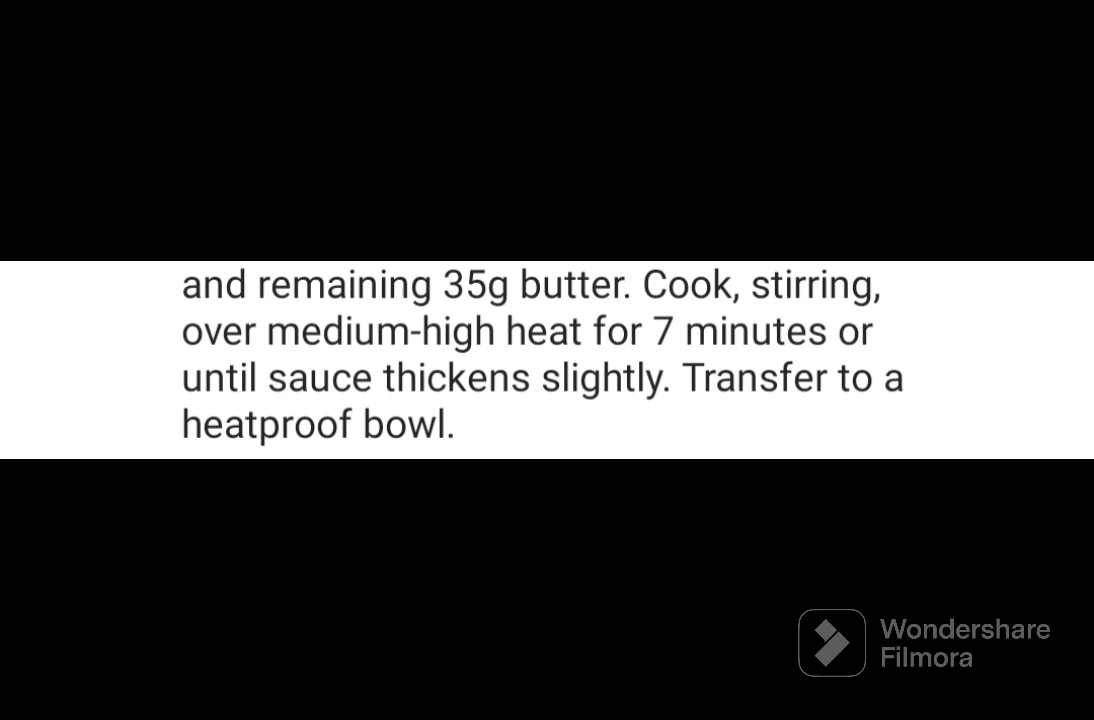 and remaining 35g butter. Cook, stirring,
over medium-high heat for 7 minutes or
until sauce thickens slightly. Transfer to a
heatproof bowl.
Wondershare
Filmora